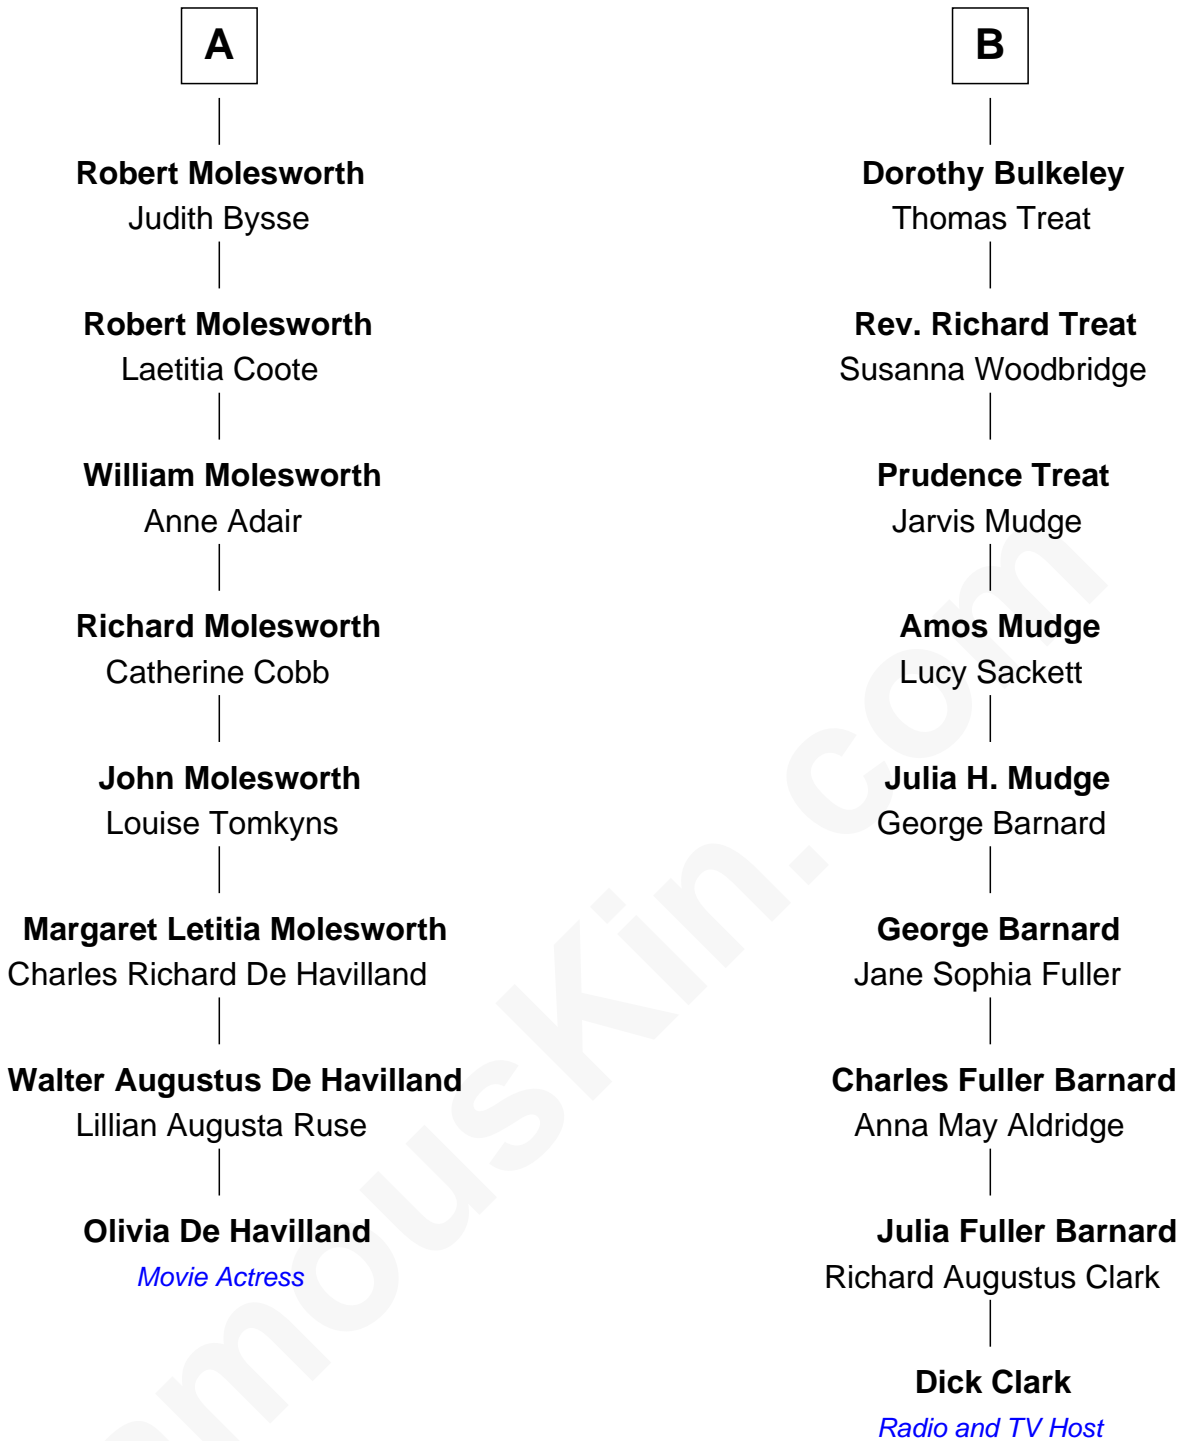 A
Robert Molesworth
Judith Bysse
Robert Molesworth
Laetitia Coote
William Molesworth
Anne Adair
Richard Molesworth
Catherine Cobb
John Molesworth
Louise Tomkyns
Margaret Letitia Molesworth
Charles Richard De Havilland
Walter Augustus De Havilland
Lillian Augusta Ruse
Olivia De Havilland
Movie Actress
B
Dorothy Bulkeley
Thomas Treat
Rev. Richard Treat
Susanna Woodbridge
Prudence Treat
Jarvis Mudge
Amos Mudge
Lucy Sackett
Julia H. Mudge
George Barnard
George Barnard
Jane Sophia Fuller
Charles Fuller Barnard
Anna May Aldridge
Julia Fuller Barnard
Richard Augustus Clark
Dick Clark
Radio and TV Host
amousKin.com